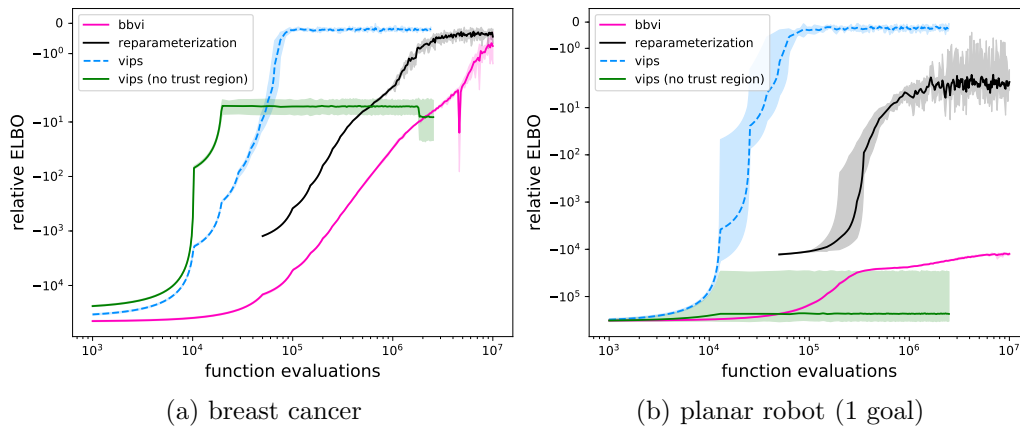 0
−10⁰
−10¹
−10²
−10³
−10⁴
relative ELBO
bbvi
reparameterization
vips
vips (no trust region)
10³
10⁴
10⁵
10⁶
10⁷
function evaluations
(a) breast cancer
0
−10⁰
−10¹
−10²
−10³
−10⁴
−10⁵
relative ELBO
bbvi
reparameterization
vips
vips (no trust region)
10³
10⁴
10⁵
10⁶
10⁷
function evaluations
(b) planar robot (1 goal)